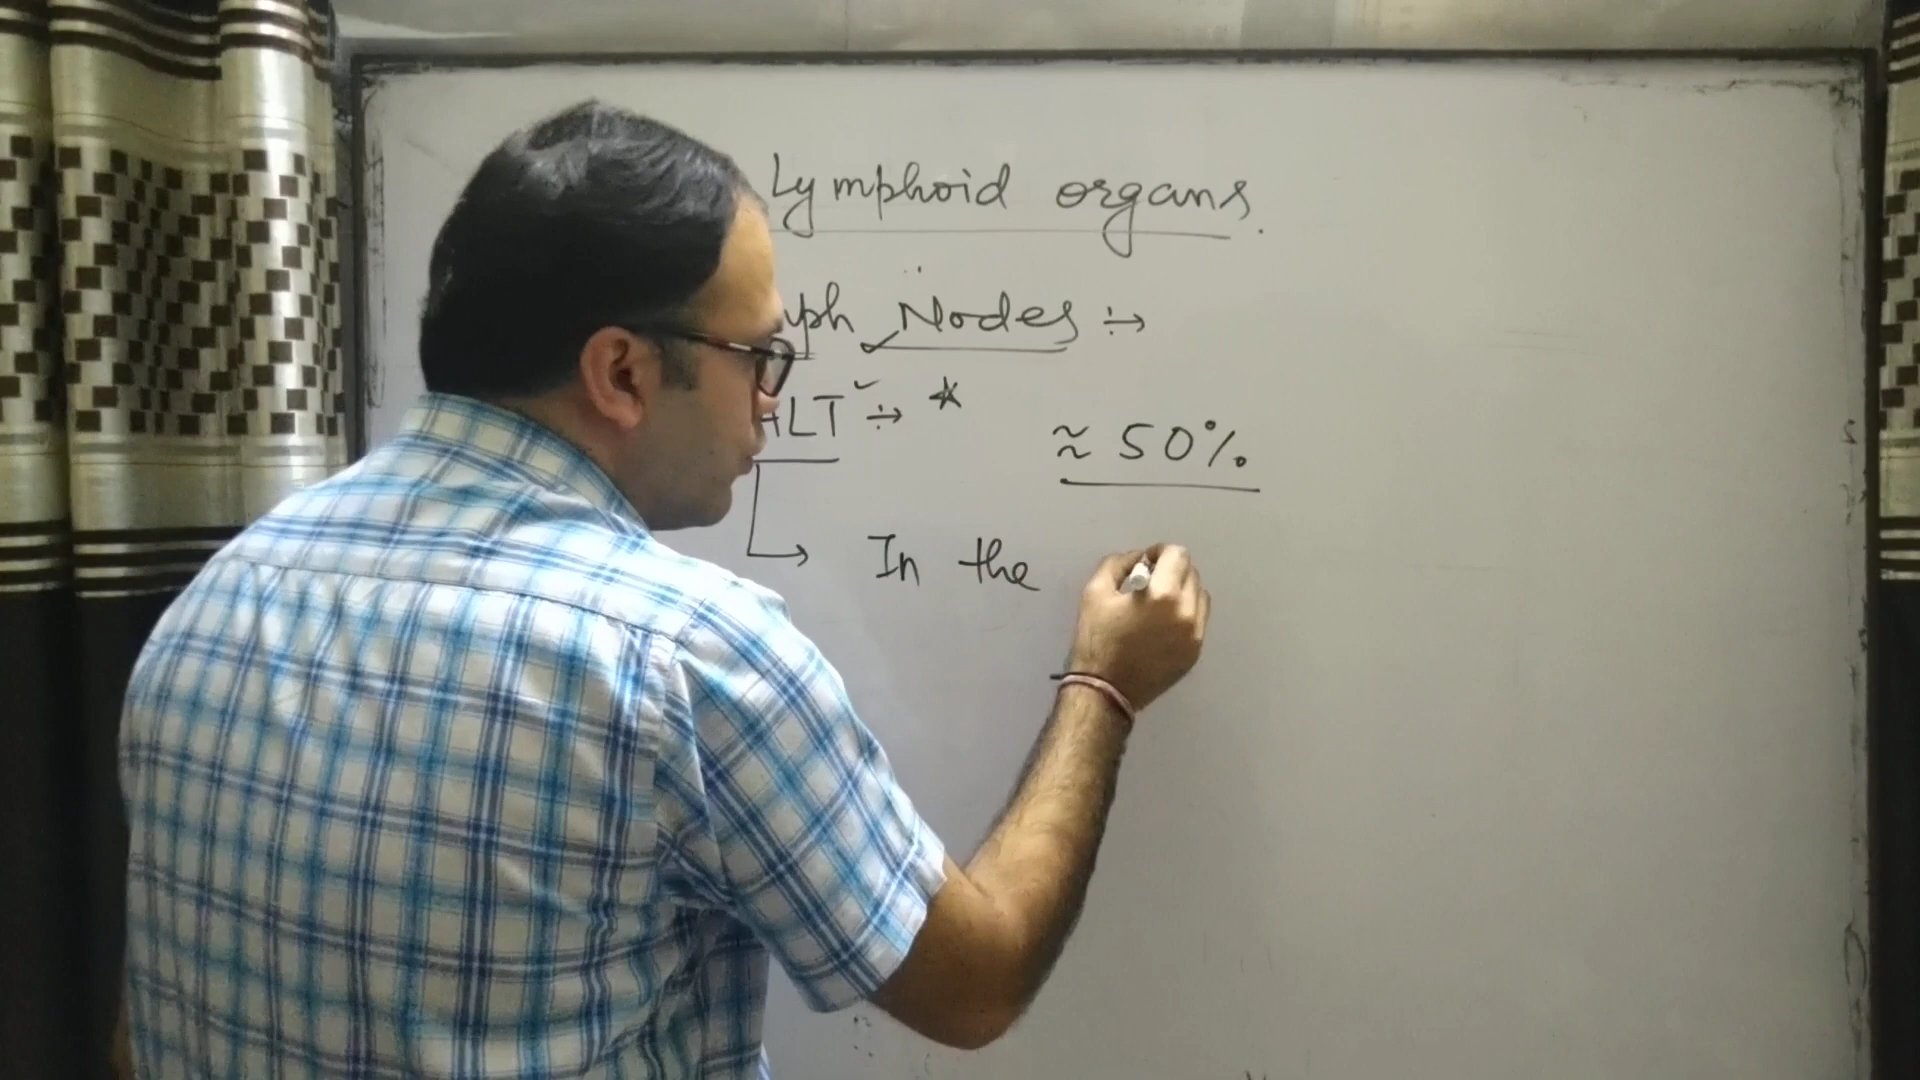 Lymphoid organs.
Nodes :→
ALT ✓ :→ *
≈ 50%
→ In the